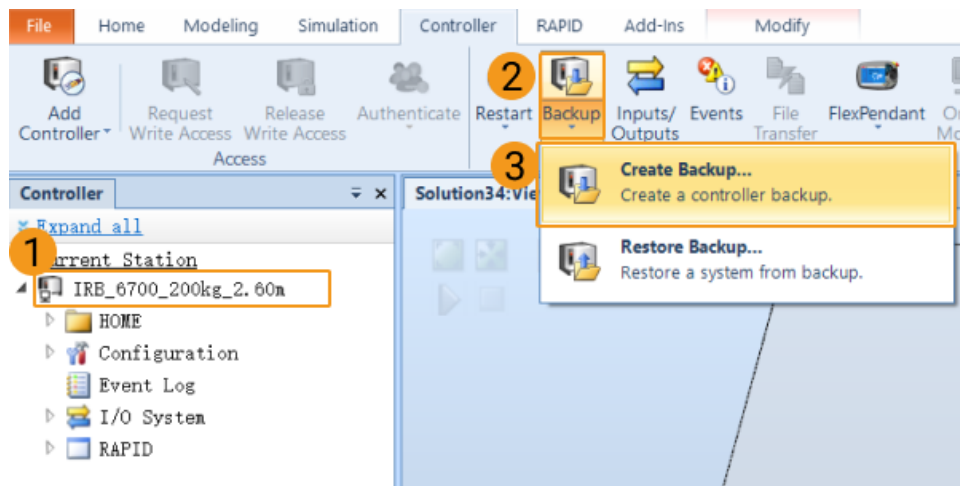 File Home Modeling Simulation Controller RAPID Add-Ins Modify
2
Add Controller
Request Write Access
Release Write Access
Authenticate
Restart
Backup
Inputs/ Outputs
Events
File Transfer
FlexPendant
Access
3
Create Backup...
Create a controller backup.
Restore Backup...
Restore a system from backup.
Controller
Solution34:Vie
Expand all
1
Station
IRB_6700_200kg_2.60m
HOME
Configuration
Event Log
I/O System
RAPID